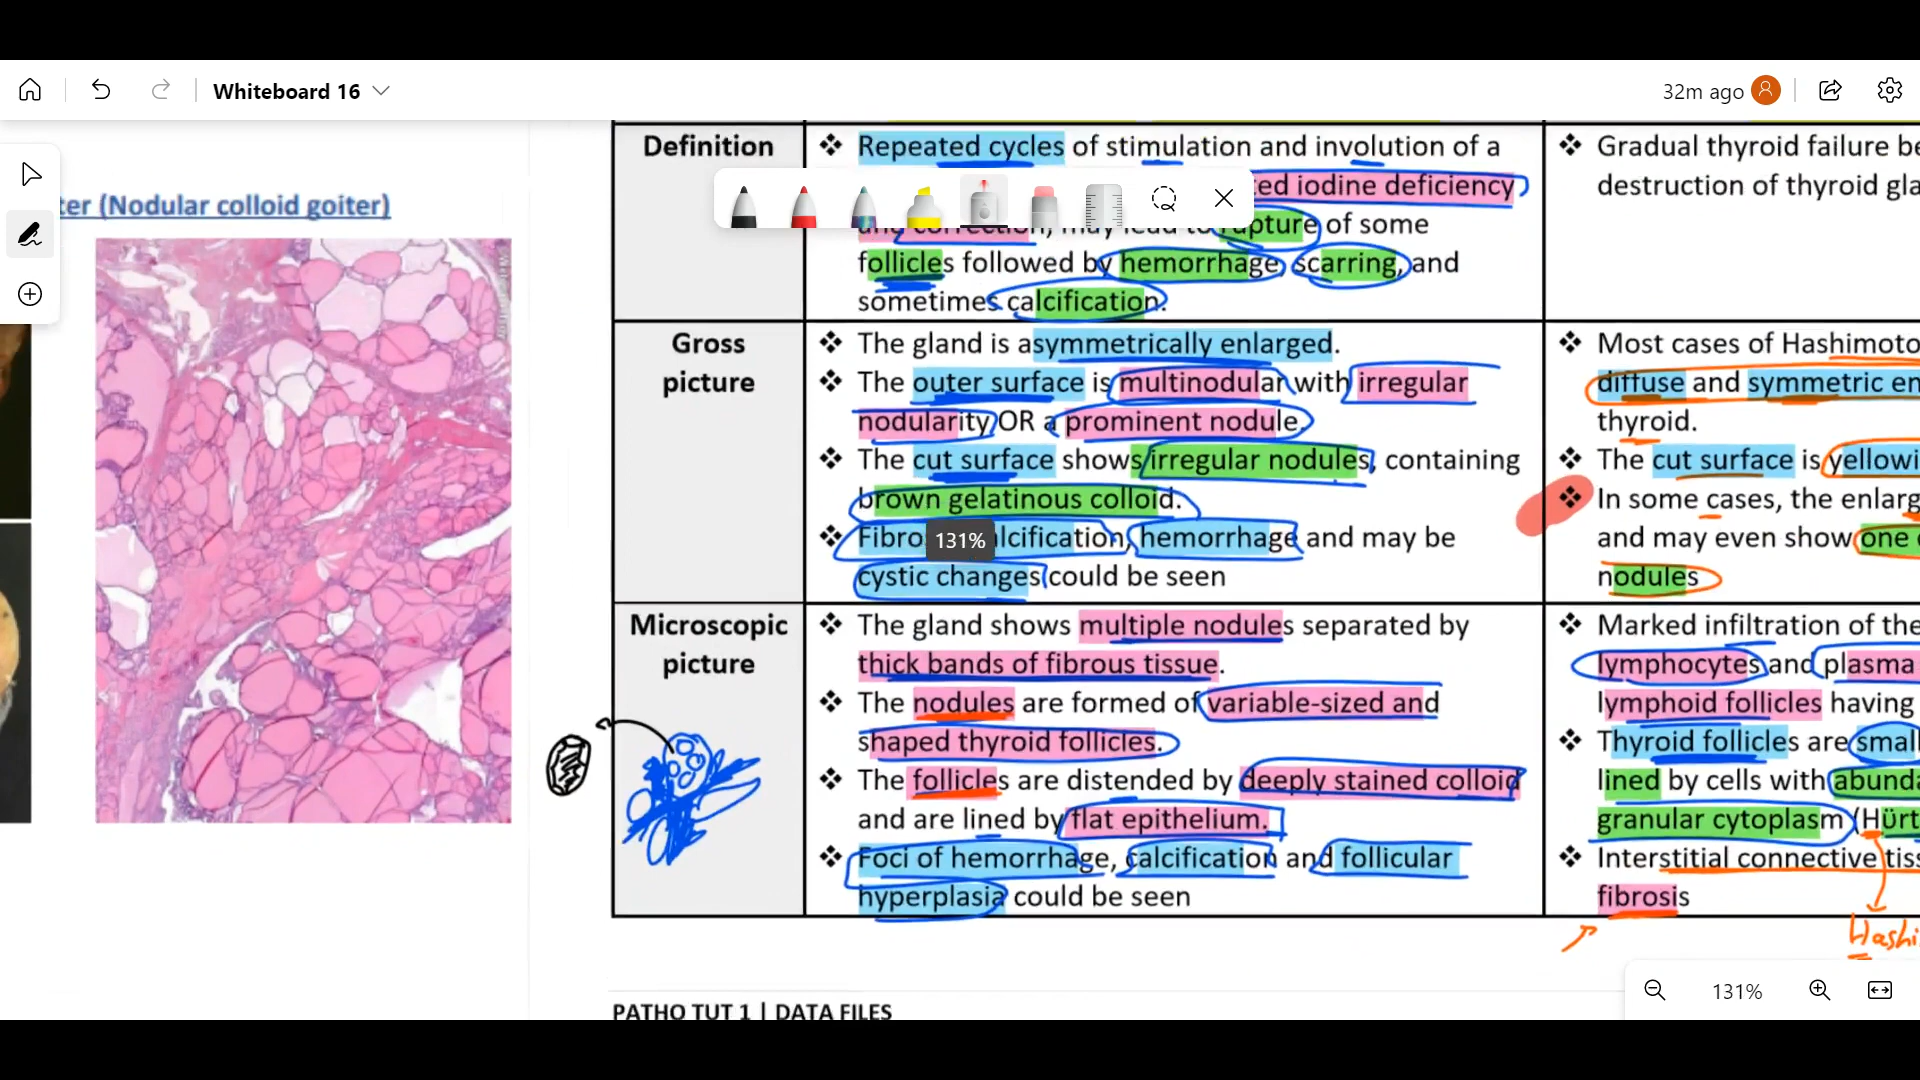 Whiteboard 16
32m ago
ter (Nodular colloid goiter)
Definition
❖ Repeated cycles of stimulation and involution of a
ted iodine deficiency
and correction, may lead to rupture of some
follicles followed by hemorrhage, scarring, and
sometimes calcification.
❖ Gradual thyroid failure be
destruction of thyroid gla
Gross
picture
❖ The gland is asymmetrically enlarged.
❖ The outer surface is multinodular with irregular
nodularity OR a prominent nodule.
❖ The cut surface shows irregular nodules, containing
brown gelatinous colloid.
❖ Fibro lcification, hemorrhage and may be
131%
cystic changes could be seen
❖ Most cases of Hashimoto
diffuse and symmetric en
thyroid.
❖ The cut surface is yellowi
❖ In some cases, the enlarg
and may even show one o
nodules
Microscopic
picture
❖ The gland shows multiple nodules separated by
thick bands of fibrous tissue.
❖ The nodules are formed of variable-sized and
shaped thyroid follicles.
❖ The follicles are distended by deeply stained colloid
and are lined by flat epithelium.
❖ Foci of hemorrhage, calcification and follicular
hyperplasia could be seen
❖ Marked infiltration of the
lymphocytes and plasma
lymphoid follicles having
❖ Thyroid follicles are small
lined by cells with abunda
granular cytoplasm (Hürt
❖ Interstitial connective tiss
fibrosis
Hashi
131%
PATHO TUT 1 | DATA FILES